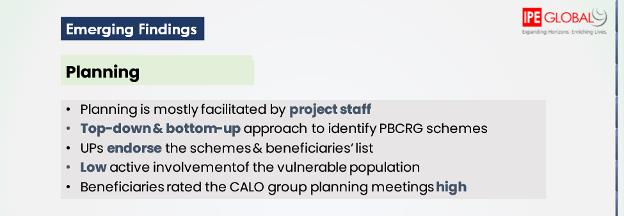 IPE GLOBAL
Expanding Horizons. Enriching Lives.
Emerging Findings
Planning
• Planning is mostly facilitated by project staff
• Top-down & bottom-up approach to identify PBCRG schemes
• UPs endorse the schemes & beneficiaries' list
• Low active involvementof the vulnerable population
• Beneficiaries rated the CALO group planning meetings high